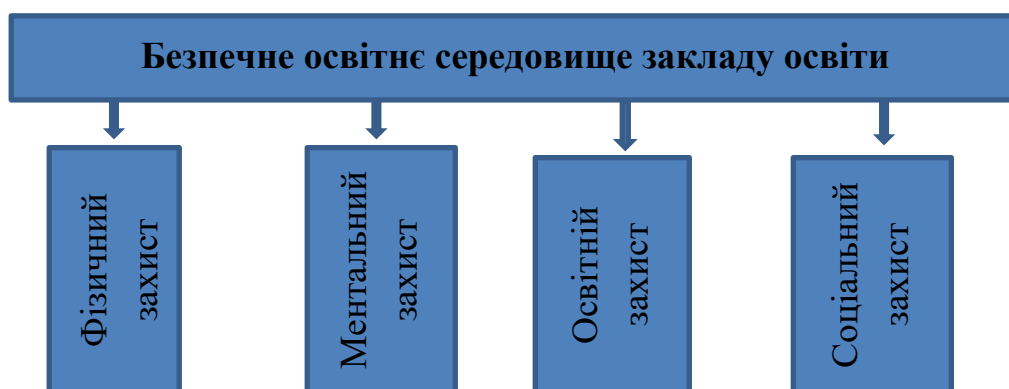 Безпечне освітнє середовище закладу освіти
Фізичний
захист
Ментальний
захист
Освітній
захист
Соціальний
захист